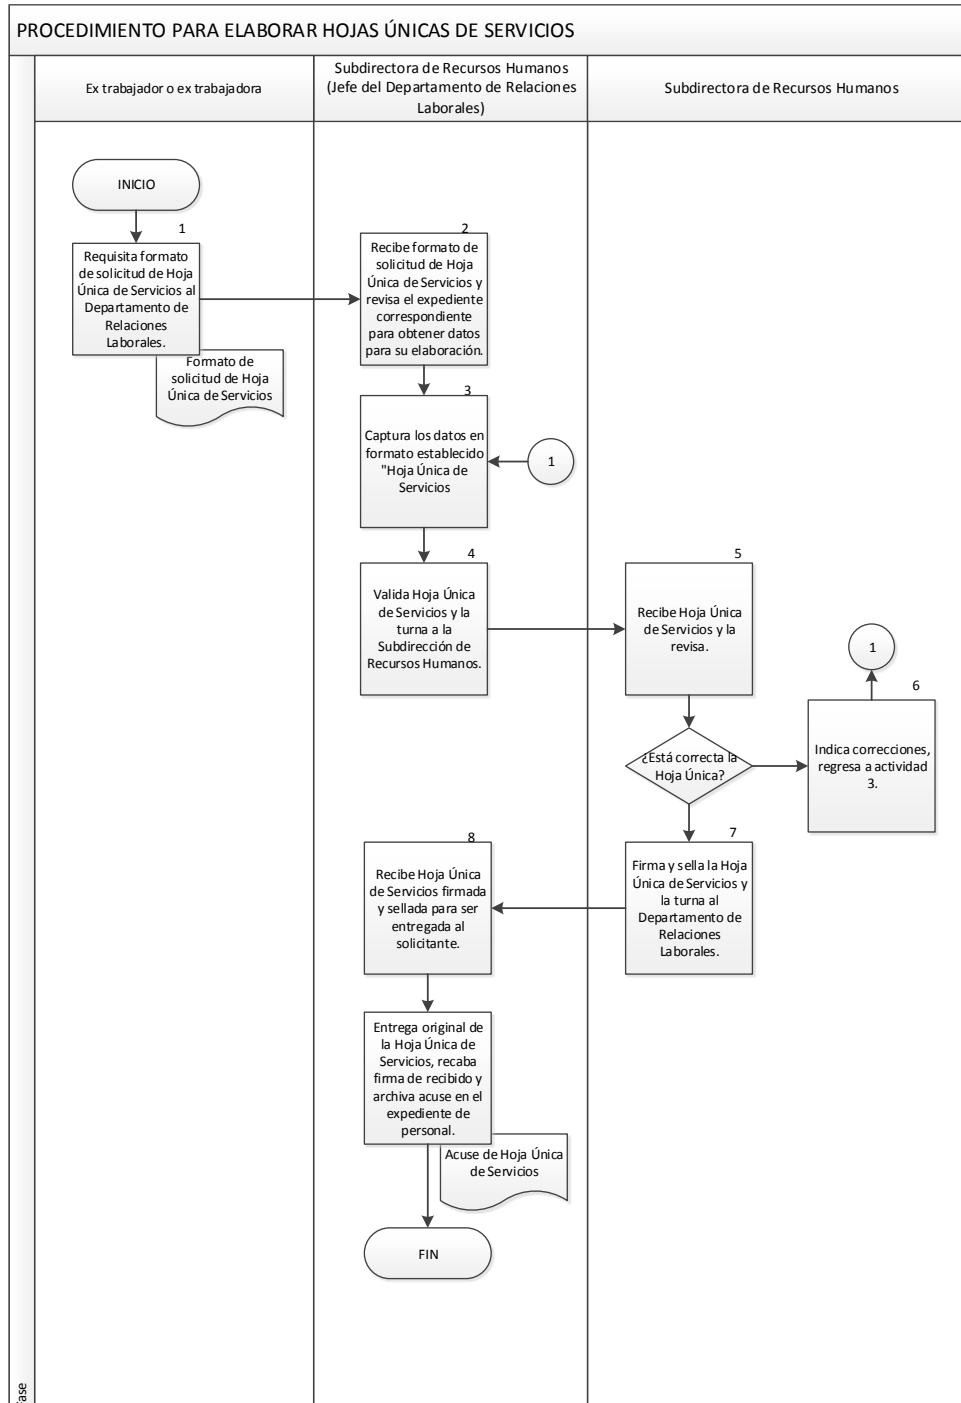 PROCEDIMIENTO PARA ELABORAR HOJAS ÚNICAS DE SERVICIOS
Ex trabajador o ex trabajadora
Subdirectora de Recursos Humanos
(Jefe del Departamento de Relaciones
Laborales)
Subdirectora de Recursos Humanos
INICIO
1
Requisita formato
de solicitud de Hoja
Única de Servicios al
Departamento de
Relaciones
Laborales.
Formato de
solicitud de Hoja
Única de Servicios
2
Recibe formato de
solicitud de Hoja
Única de Servicios y
revisa el expediente
correspondiente
para obtener datos
para su elaboración.
3
Captura los datos en
formato establecido
"Hoja Única de
Servicios
1
4
Valida Hoja Única
de Servicios y la
turna a la
Subdirección de
Recursos Humanos.
5
Recibe Hoja Única
de Servicios y la
revisa.
¿Está correcta la
Hoja Única?
1
6
Indica correcciones,
regresa a actividad
3.
7
Firma y sella la Hoja
Única de Servicios y
la turna al
Departamento de
Relaciones
Laborales.
8
Recibe Hoja Única
de Servicios firmada
y sellada para ser
entregada al
solicitante.
Entrega original de
la Hoja Única de
Servicios, recaba
firma de recibido y
archiva acuse en el
expediente de
personal.
Acuse de Hoja Única
de Servicios
FIN